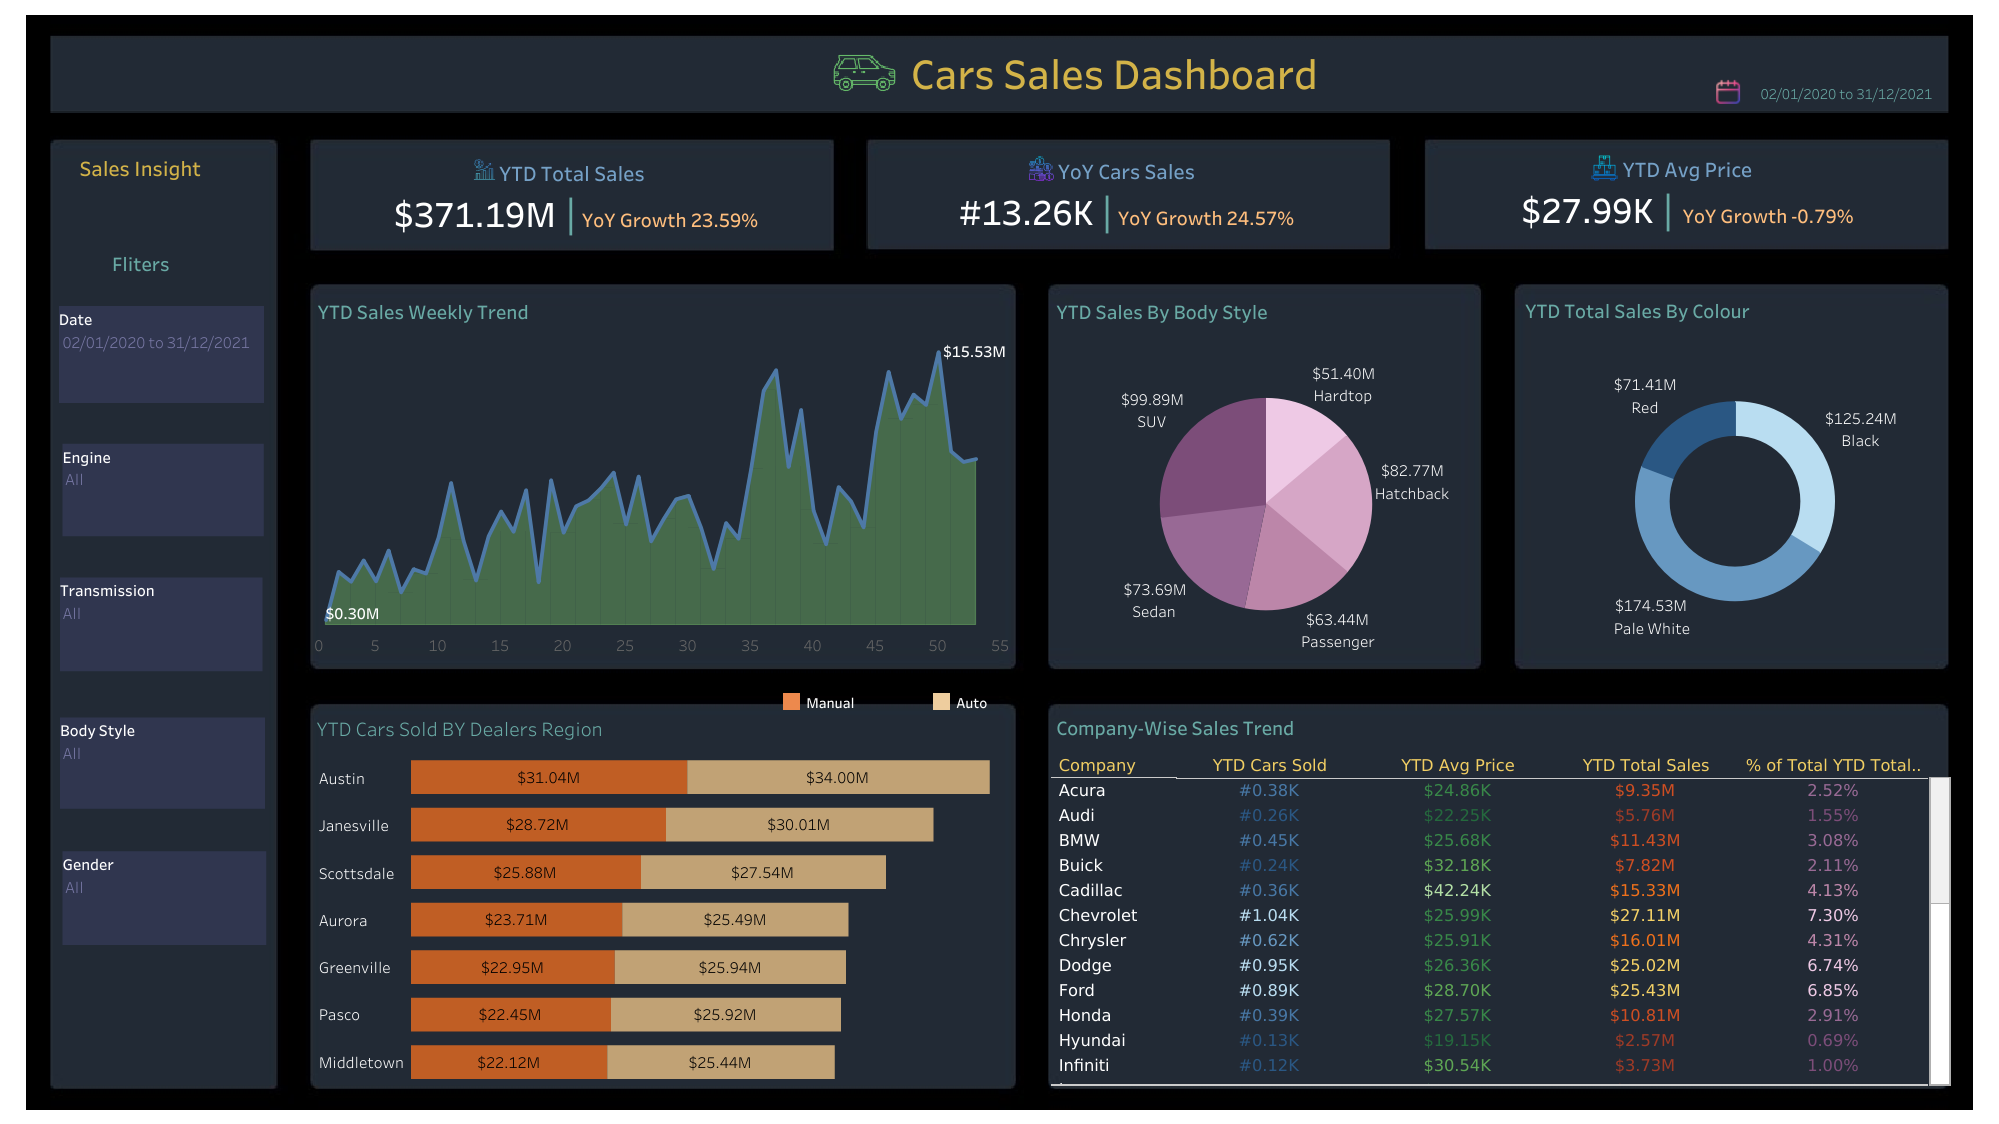 Cars Sales Dashboard
02/01/2020 to 31/12/2021
Sales Insight
Fliters
Date
02/01/2020 to 31/12/2021
Engine
All
Transmission
All
Body Style
All
Gender
All
YTD Total Sales
$371.19M | YoY Growth 23.59%
YoY Cars Sales
#13.26K | YoY Growth 24.57%
YTD Avg Price
$27.99K | YoY Growth -0.79%
YTD Sales Weekly Trend
$15.53M
$0.30M
0 5 10 15 20 25 30 35 40 45 50 55
YTD Sales By Body Style
$51.40M
Hardtop
$99.89M
SUV
$82.77M
Hatchback
$73.69M
Sedan
$63.44M
Passenger
YTD Total Sales By Colour
$71.41M
Red
$125.24M
Black
$174.53M
Pale White
Manual Auto
YTD Cars Sold BY Dealers Region
Austin $31.04M $34.00M
Janesville $28.72M $30.01M
Scottsdale $25.88M $27.54M
Aurora $23.71M $25.49M
Greenville $22.95M $25.94M
Pasco $22.45M $25.92M
Middletown $22.12M $25.44M
Company-Wise Sales Trend
Company YTD Cars Sold YTD Avg Price YTD Total Sales % of Total YTD Total..
Acura #0.38K $24.86K $9.35M 2.52%
Audi #0.26K $22.25K $5.76M 1.55%
BMW #0.45K $25.68K $11.43M 3.08%
Buick #0.24K $32.18K $7.82M 2.11%
Cadillac #0.36K $42.24K $15.33M 4.13%
Chevrolet #1.04K $25.99K $27.11M 7.30%
Chrysler #0.62K $25.91K $16.01M 4.31%
Dodge #0.95K $26.36K $25.02M 6.74%
Ford #0.89K $28.70K $25.43M 6.85%
Honda #0.39K $27.57K $10.81M 2.91%
Hyundai #0.13K $19.15K $2.57M 0.69%
Infiniti #0.12K $30.54K $3.73M 1.00%